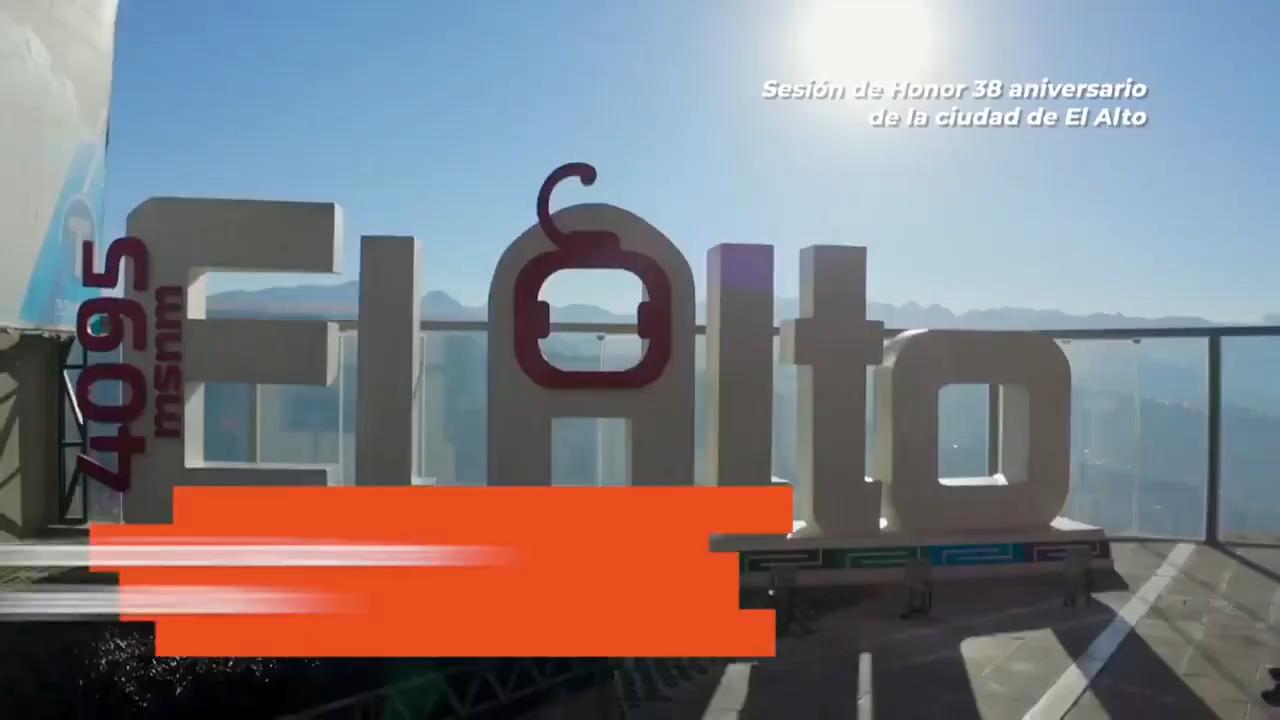 Sesión de Honor 38 aniversario
de la ciudad de El Alto
El Alto
4095
msnm